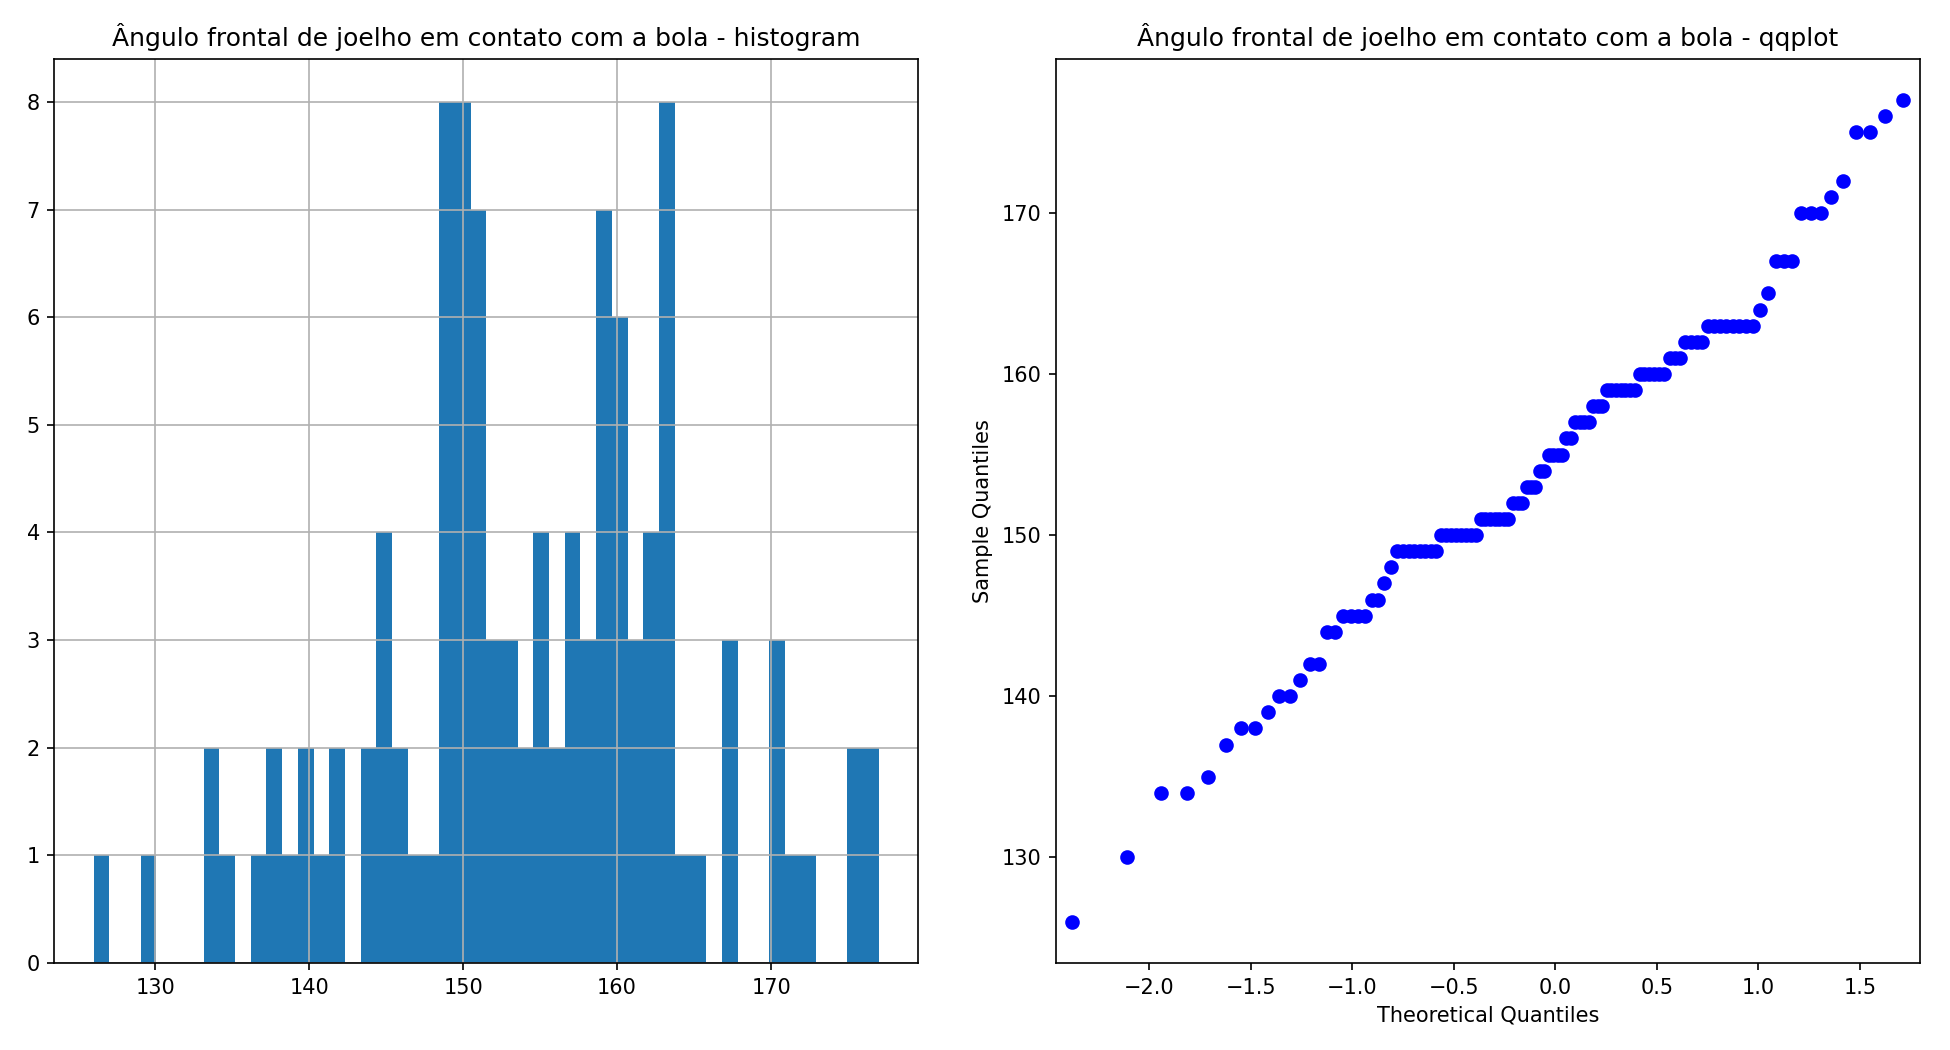 Ângulo frontal de joelho em contato com a bola - histogram
8
7
6
5
4
3
2
1
0
130 140 150 160 170
Ângulo frontal de joelho em contato com a bola - qqplot
Sample Quantiles
170
160
150
140
130
−2.0 −1.5 −1.0 −0.5 0.0 0.5 1.0 1.5
Theoretical Quantiles